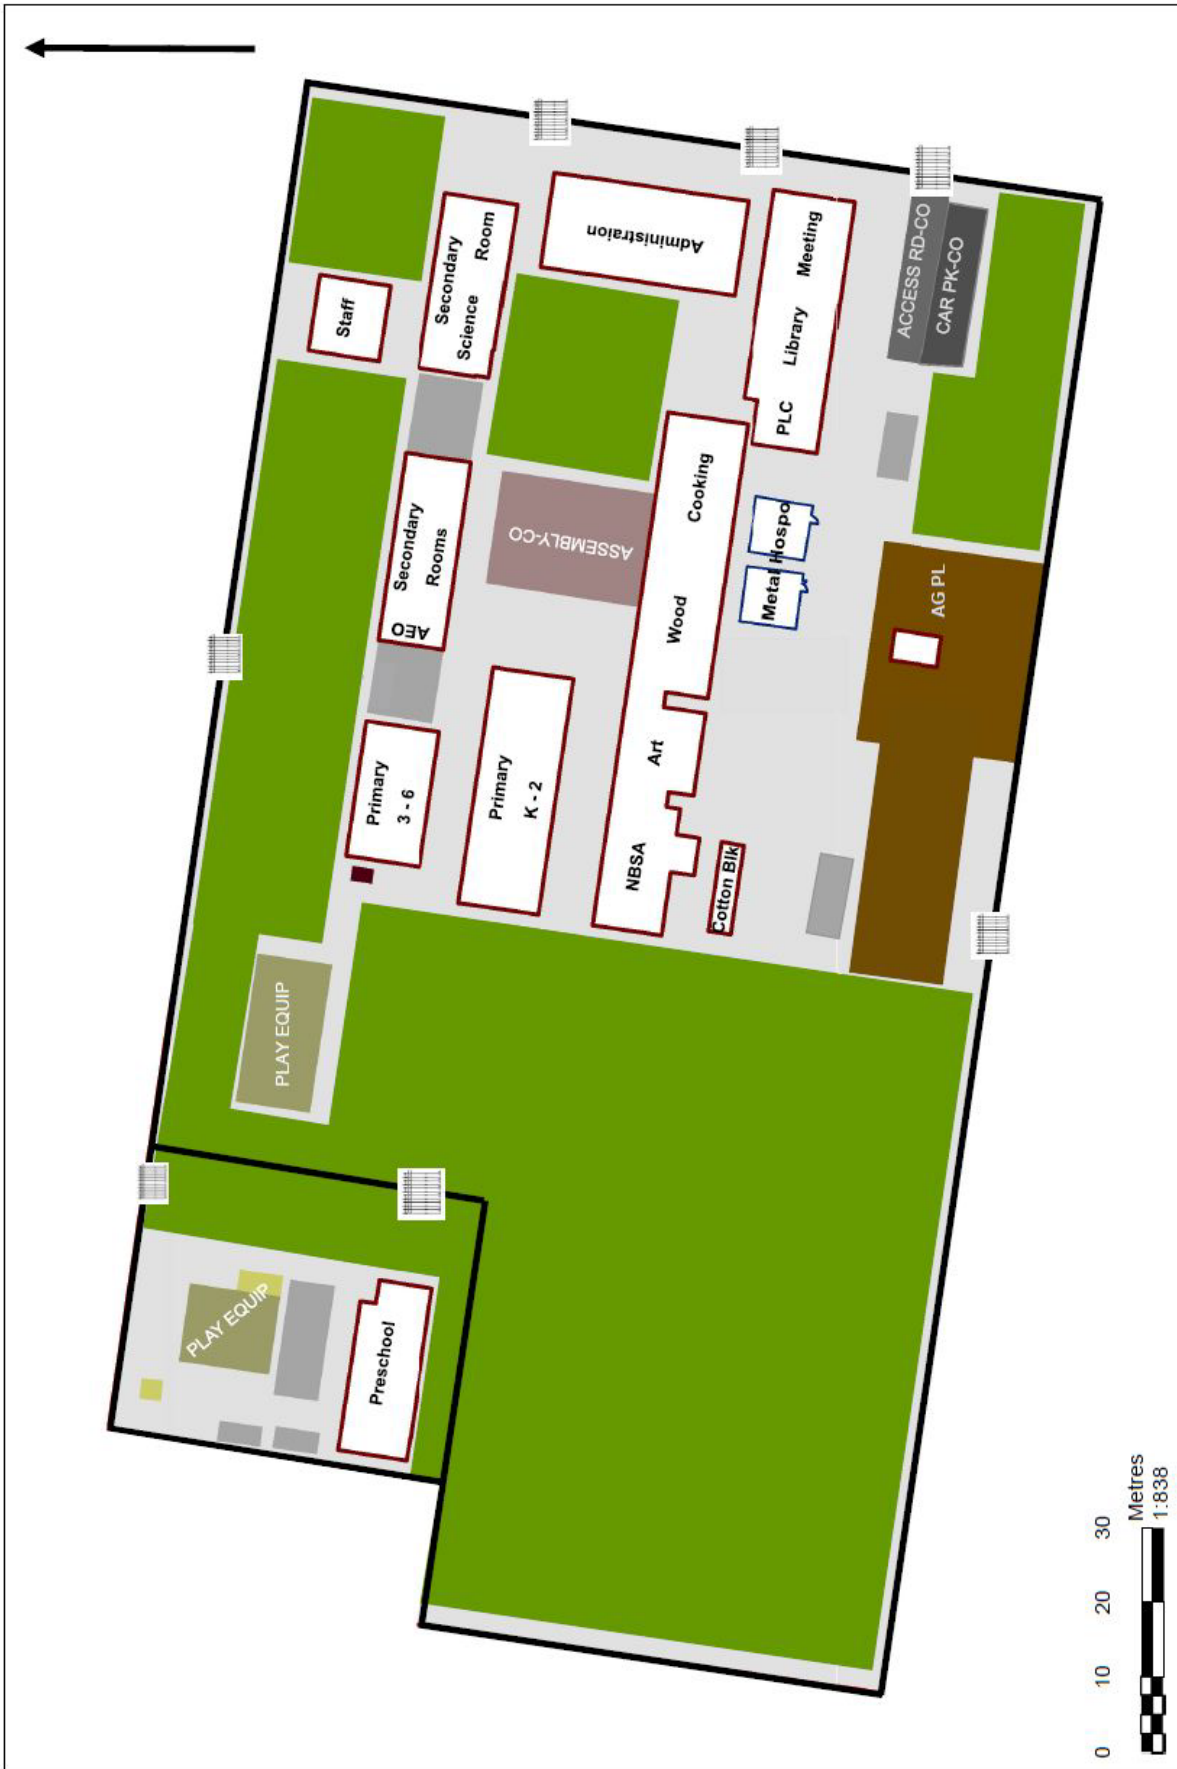 Staff
Secondary
Science Room
Administraion
Meeting
Library
PLC
ACCESS RD-CO
CAR PK-CO
Secondary
Rooms
AEO
ASSEMBLY-CO
Cooking
Wood
Art
NBSA
Hospo
Metal
AG PL
Primary
3 - 6
Primary
K - 2
Cotton Blk
PLAY EQUIP
PLAY EQUIP
Preschool
0 10 20 30
Metres
1:838